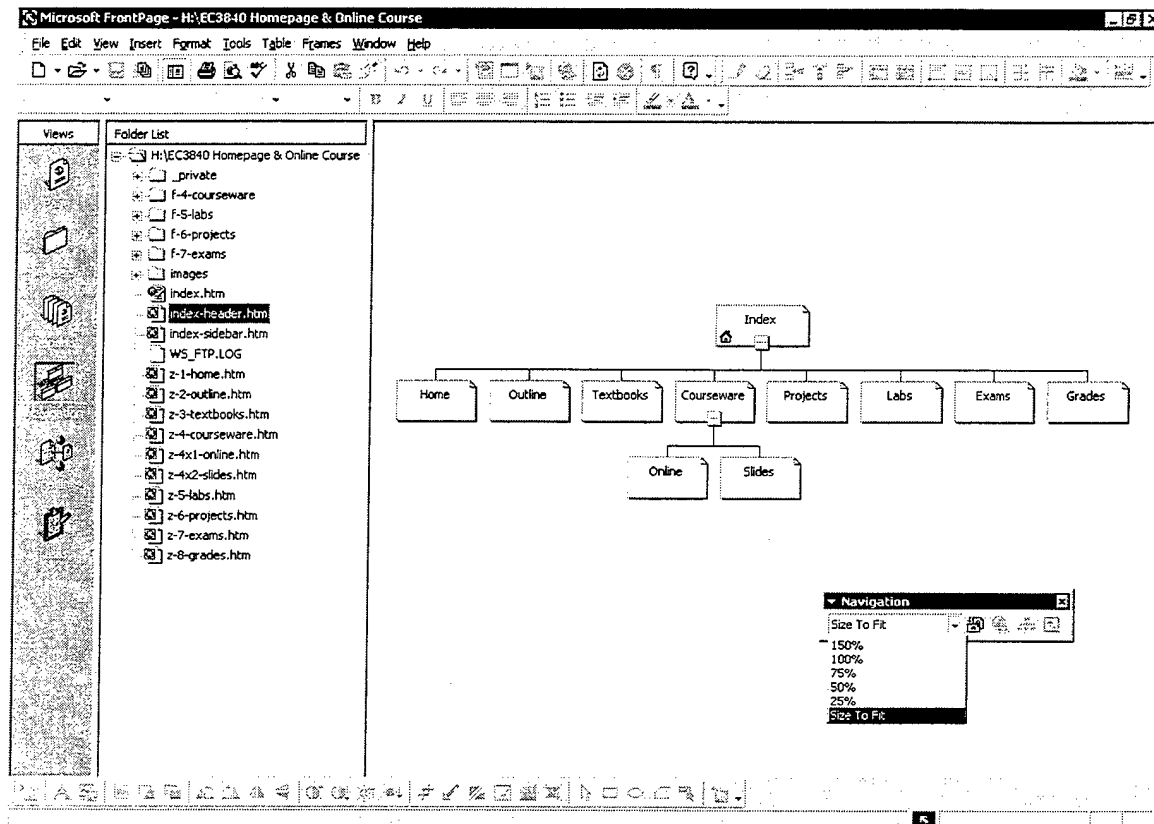 Microsoft FrontPage - H:\EC3840 Homepage & Online Course
File Edit View Insert Format Tools Table Frames Window Help
B I U
Views
Folder List
H:\EC3840 Homepage & Online Course
_private
f-4-courseware
f-5-labs
f-6-projects
f-7-exams
images
index.htm
index-header.htm
index-sidebar.htm
WS_FTP.LOG
z-1-home.htm
z-2-outline.htm
z-3-textbooks.htm
z-4-courseware.htm
z-4x1-online.htm
z-4x2-slides.htm
z-5-labs.htm
z-6-projects.htm
z-7-exams.htm
z-8-grades.htm
Index
Home Outline Textbooks Courseware Projects Labs Exams Grades
Online Slides
Navigation
Size To Fit
150%
100%
75%
50%
25%
Size To Fit
5